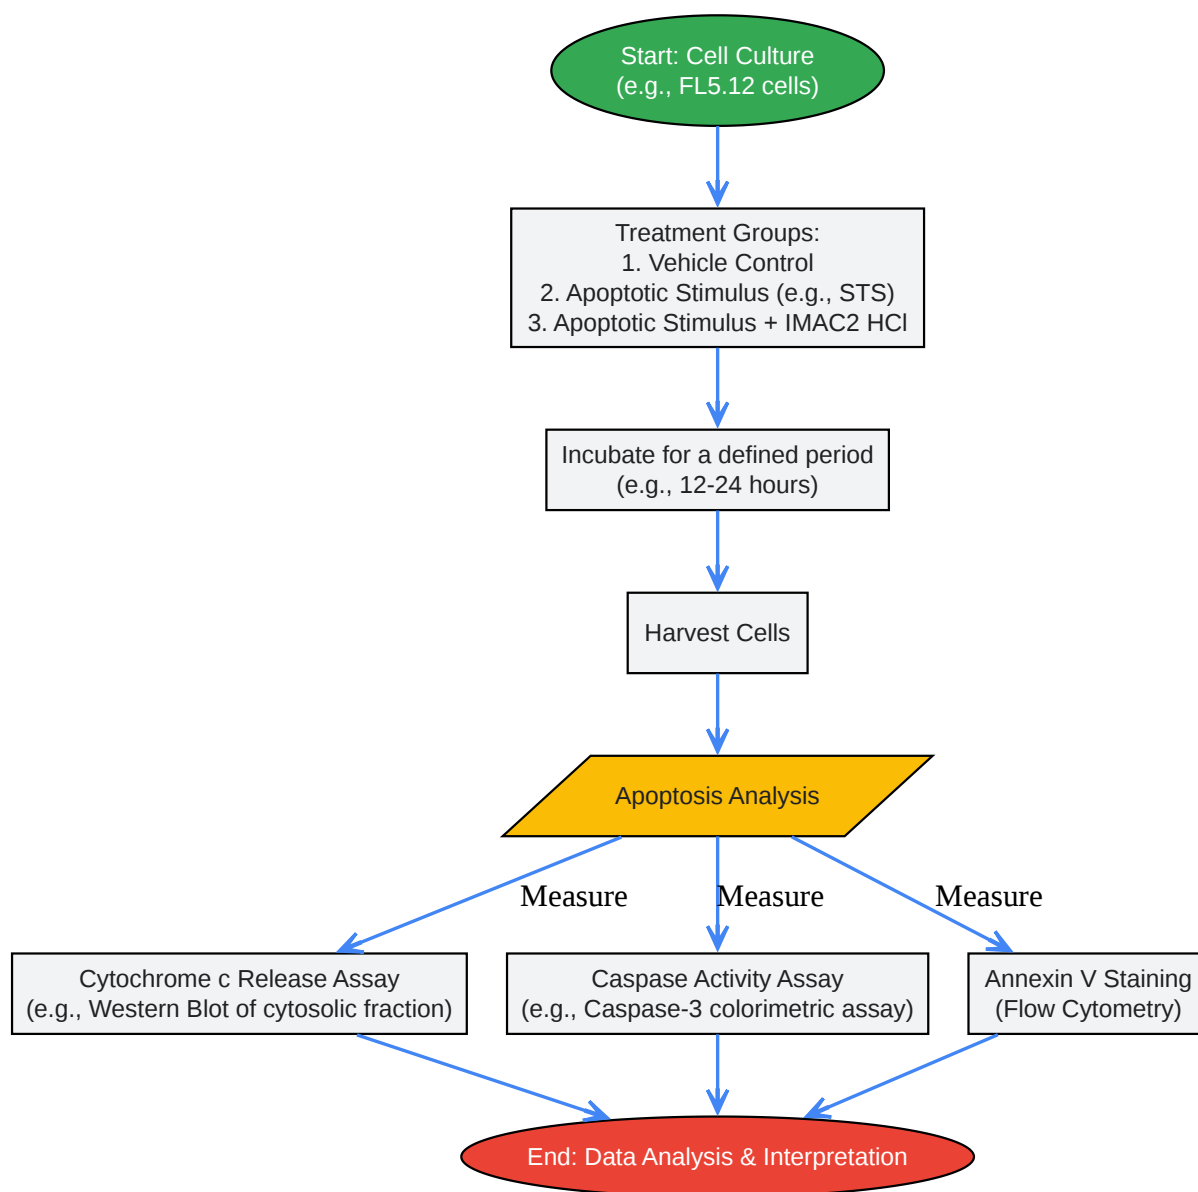 Start: Cell Culture
(e.g., FL5.12 cells)
Treatment Groups:
1. Vehicle Control
2. Apoptotic Stimulus (e.g., STS)
3. Apoptotic Stimulus + IMAC2 HCl
Incubate for a defined period
(e.g., 12-24 hours)
Harvest Cells
Apoptosis Analysis
Measure
Measure
Measure
Cytochrome c Release Assay
(e.g., Western Blot of cytosolic fraction)
Caspase Activity Assay
(e.g., Caspase-3 colorimetric assay)
Annexin V Staining
(Flow Cytometry)
End: Data Analysis & Interpretation